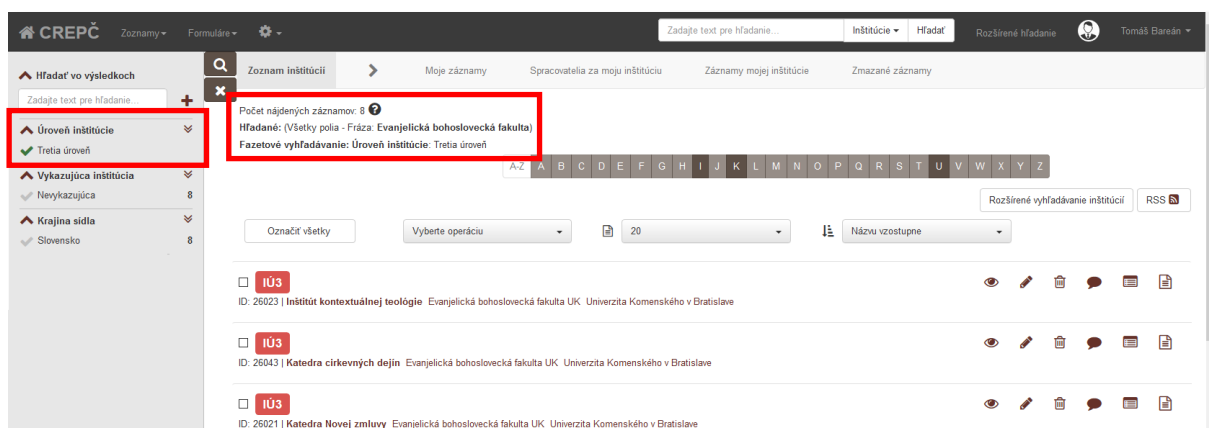 CREPČ Zoznamy Formuláre Zadajte text pre hľadanie... Inštitúcie Hľadať Rozšírené hľadanie Tomáš Bareán
Hľadať vo výsledkoch
Zadajte text pre hľadanie...
Úroveň inštitúcie
Tretia úroveň
Vykazujúca inštitúcia
Nevykazujúca 8
Krajina sídla
Slovensko 8
Zoznam inštitúcií Moje záznamy Spracovatelia za moju inštitúciu Záznamy mojej inštitúcie Zmazané záznamy
Počet nájdených záznamov: 8
Hľadané: (Všetky polia - Fráza: Evanjelická bohoslovecká fakulta)
Fazetové vyhľadávanie: Úroveň inštitúcie: Tretia úroveň
A-Z A B C D E F G H I J K L M N O P Q R S T U V W X Y Z
Rozšírené vyhľadávanie inštitúcií RSS
Označiť všetky Vyberte operáciu 20 Názvu vzostupne
IÚ3
ID: 26023 | Inštitút kontextuálnej teológie Evanjelická bohoslovecká fakulta UK Univerzita Komenského v Bratislave
IÚ3
ID: 26043 | Katedra cirkevných dejín Evanjelická bohoslovecká fakulta UK Univerzita Komenského v Bratislave
IÚ3
ID: 26021 | Katedra Novej zmluvy Evanjelická bohoslovecká fakulta UK Univerzita Komenského v Bratislave